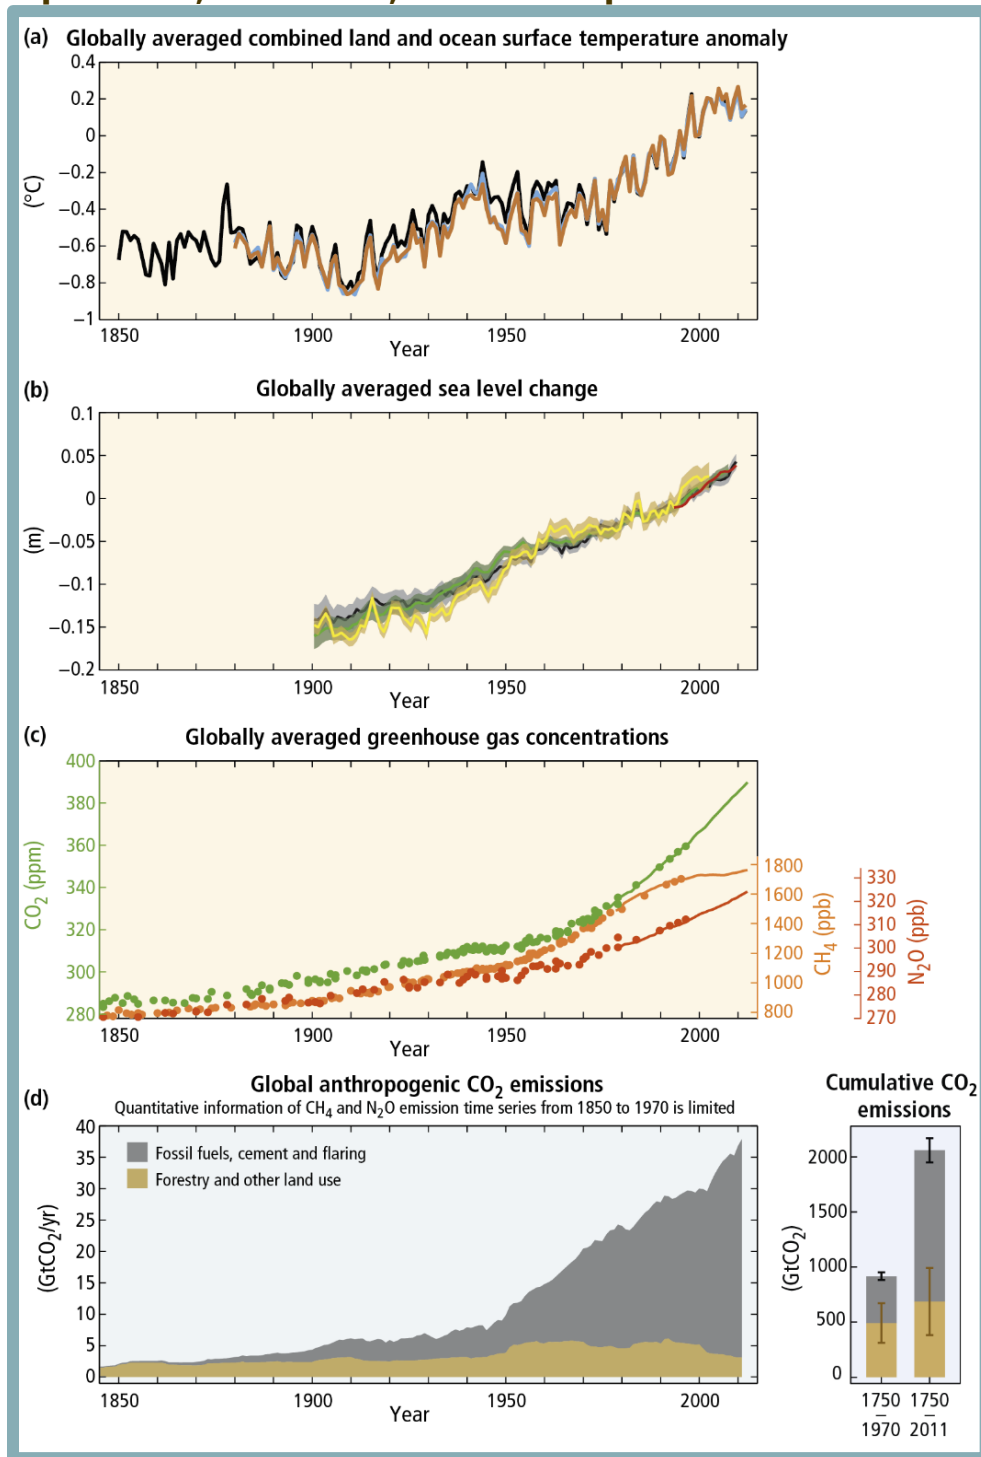 (a) Globally averaged combined land and ocean surface temperature anomaly
0.4
0.2
0
−0.2
−0.4
−0.6
−0.8
−1
(°C)
1850 1900 1950 2000
Year
(b) Globally averaged sea level change
0.1
0.05
0
−0.05
−0.1
−0.15
−0.2
(m)
1850 1900 1950 2000
Year
(c) Globally averaged greenhouse gas concentrations
400
380
360
340
320
300
280
CO₂ (ppm)
1800
1600
1400
1200
1000
800
CH₄ (ppb)
330
320
310
300
290
280
270
N₂O (ppb)
1850 1900 1950 2000
Year
(d) Global anthropogenic CO₂ emissions
Quantitative information of CH₄ and N₂O emission time series from 1850 to 1970 is limited
40
35
30
25
20
15
10
5
0
(GtCO₂/yr)
Fossil fuels, cement and flaring
Forestry and other land use
1850 1900 1950 2000
Year
Cumulative CO₂
emissions
2000
1500
1000
500
0
(GtCO₂)
1750 1750
– –
1970 2011